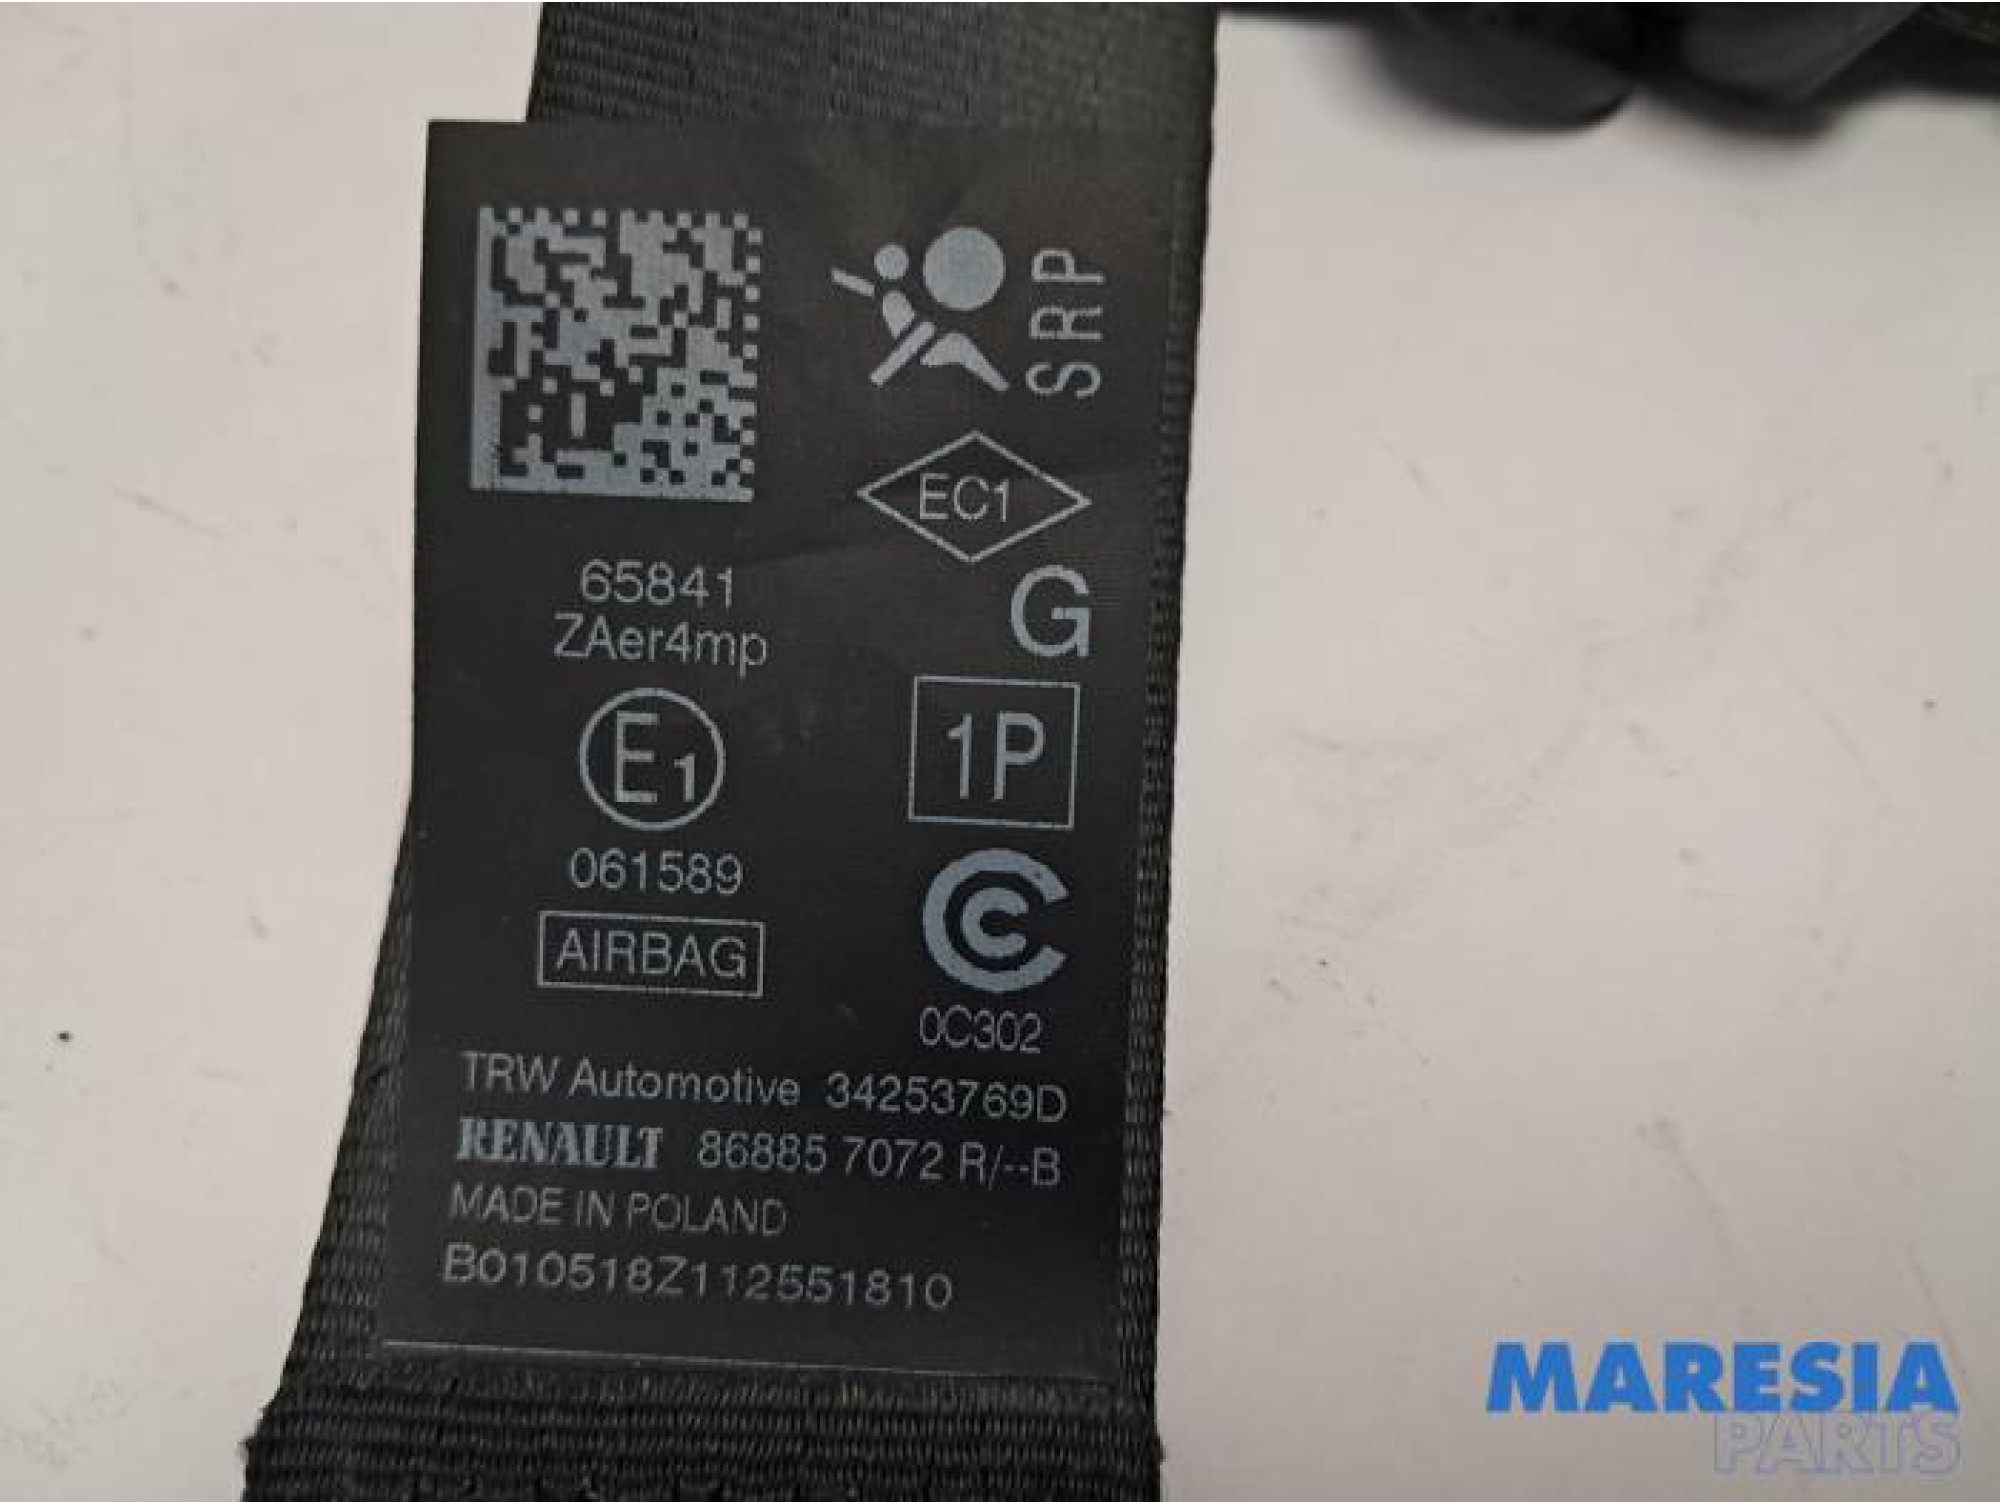 SRP
EC1
G
65841
ZAer4mp
1P
E1
061589
AIRBAG
0C302
TRW Automotive 34253769D
RENAULT 86885 7072 R/--B
MADE IN POLAND
B010518Z112551810
MARESIA
PARTS